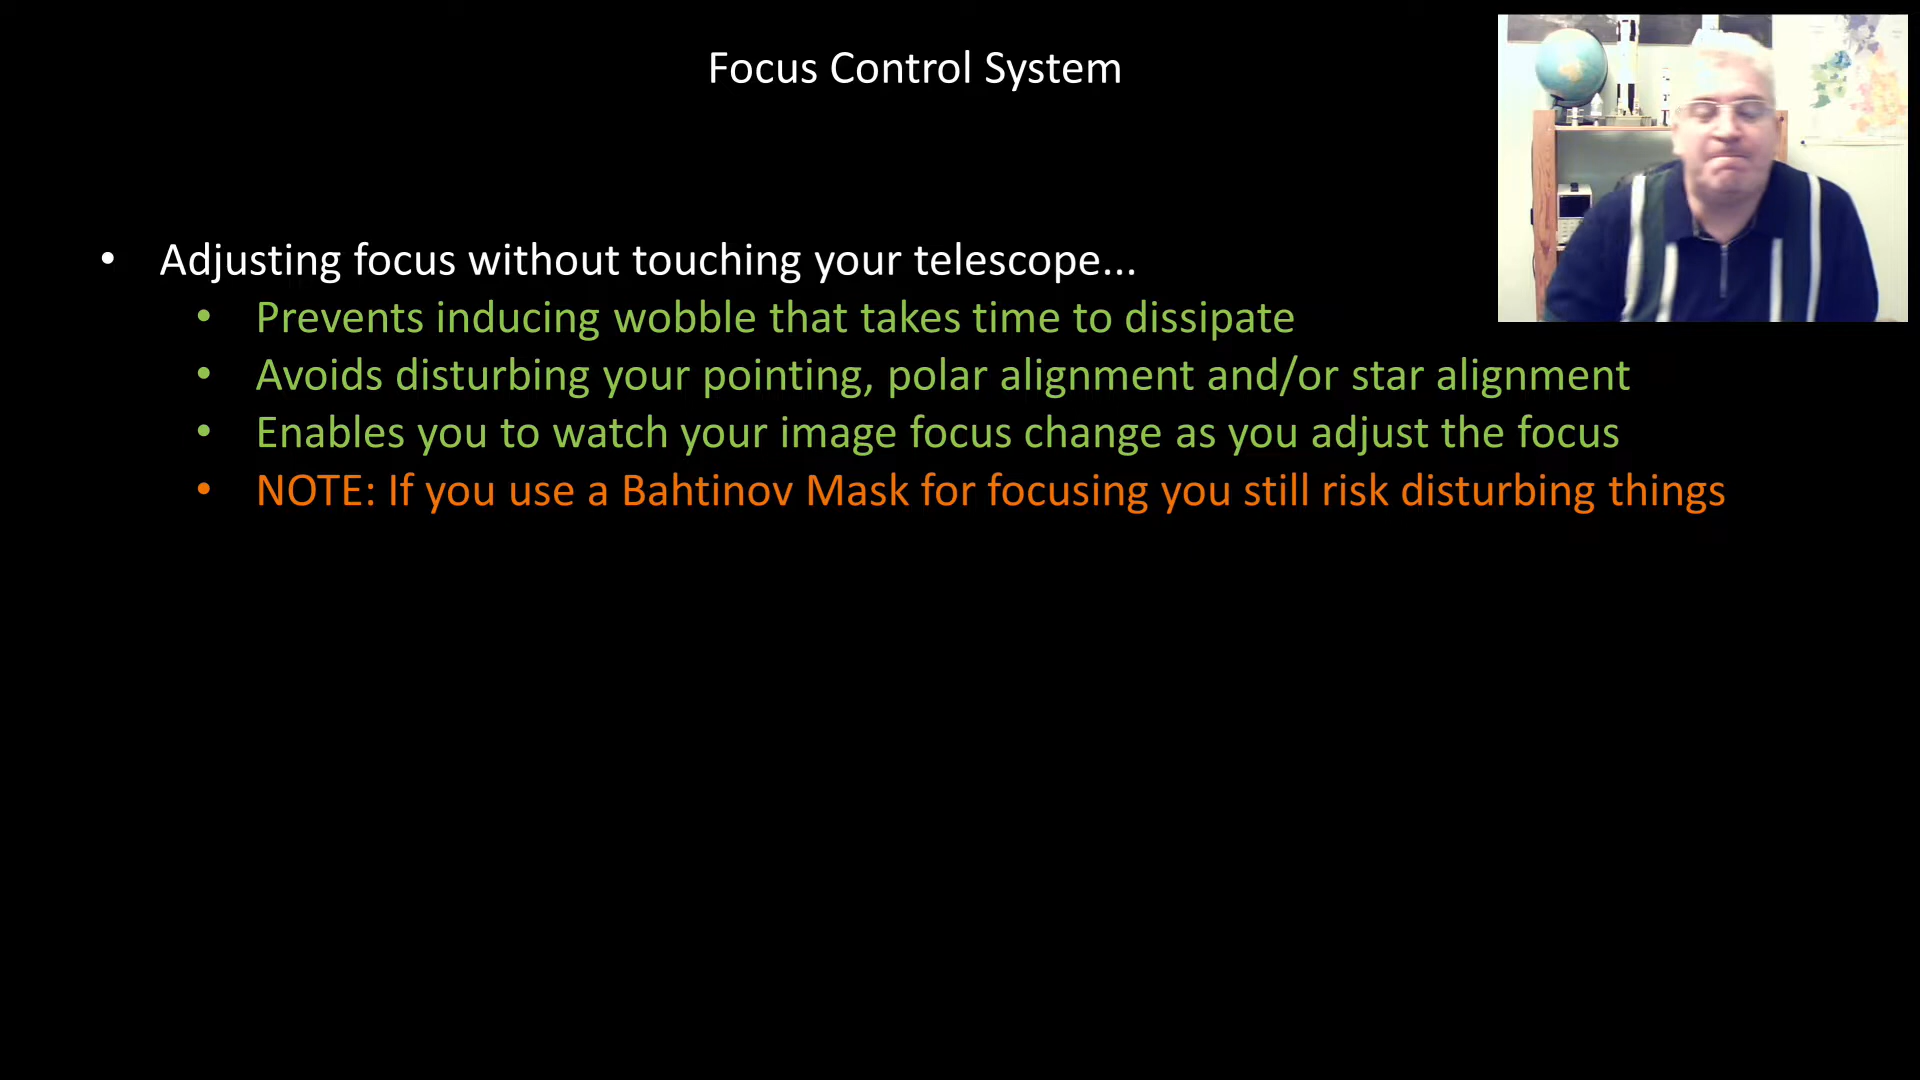 Focus Control System
• Adjusting focus without touching your telescope...
• Prevents inducing wobble that takes time to dissipate
• Avoids disturbing your pointing, polar alignment and/or star alignment
• Enables you to watch your image focus change as you adjust the focus
• NOTE: If you use a Bahtinov Mask for focusing you still risk disturbing things